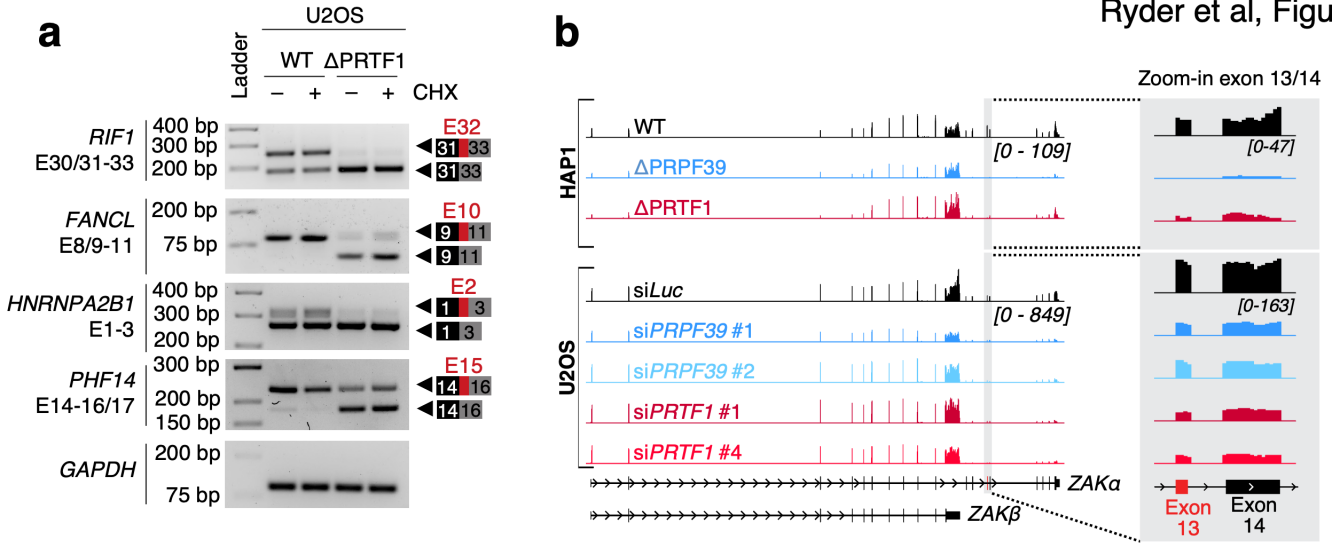 Ryder et al, Figu
a
U2OS
Ladder
WT ΔPRTF1
– + – + CHX
RIF1
E30/31-33
400 bp
300 bp
200 bp
E32
31 33
31 33
FANCL
E8/9-11
200 bp
75 bp
E10
9 11
9 11
HNRNPA2B1
E1-3
400 bp
300 bp
200 bp
E2
1 3
1 3
PHF14
E14-16/17
300 bp
200 bp
150 bp
E15
14 16
14 16
GAPDH
200 bp
75 bp
b
Zoom-in exon 13/14
HAP1
WT
[0 - 109]
[0-47]
ΔPRPF39
ΔPRTF1
U2OS
siLuc
[0 - 849]
[0-163]
siPRPF39 #1
siPRPF39 #2
siPRTF1 #1
siPRTF1 #4
ZAKα
ZAKβ
Exon
13
Exon
14